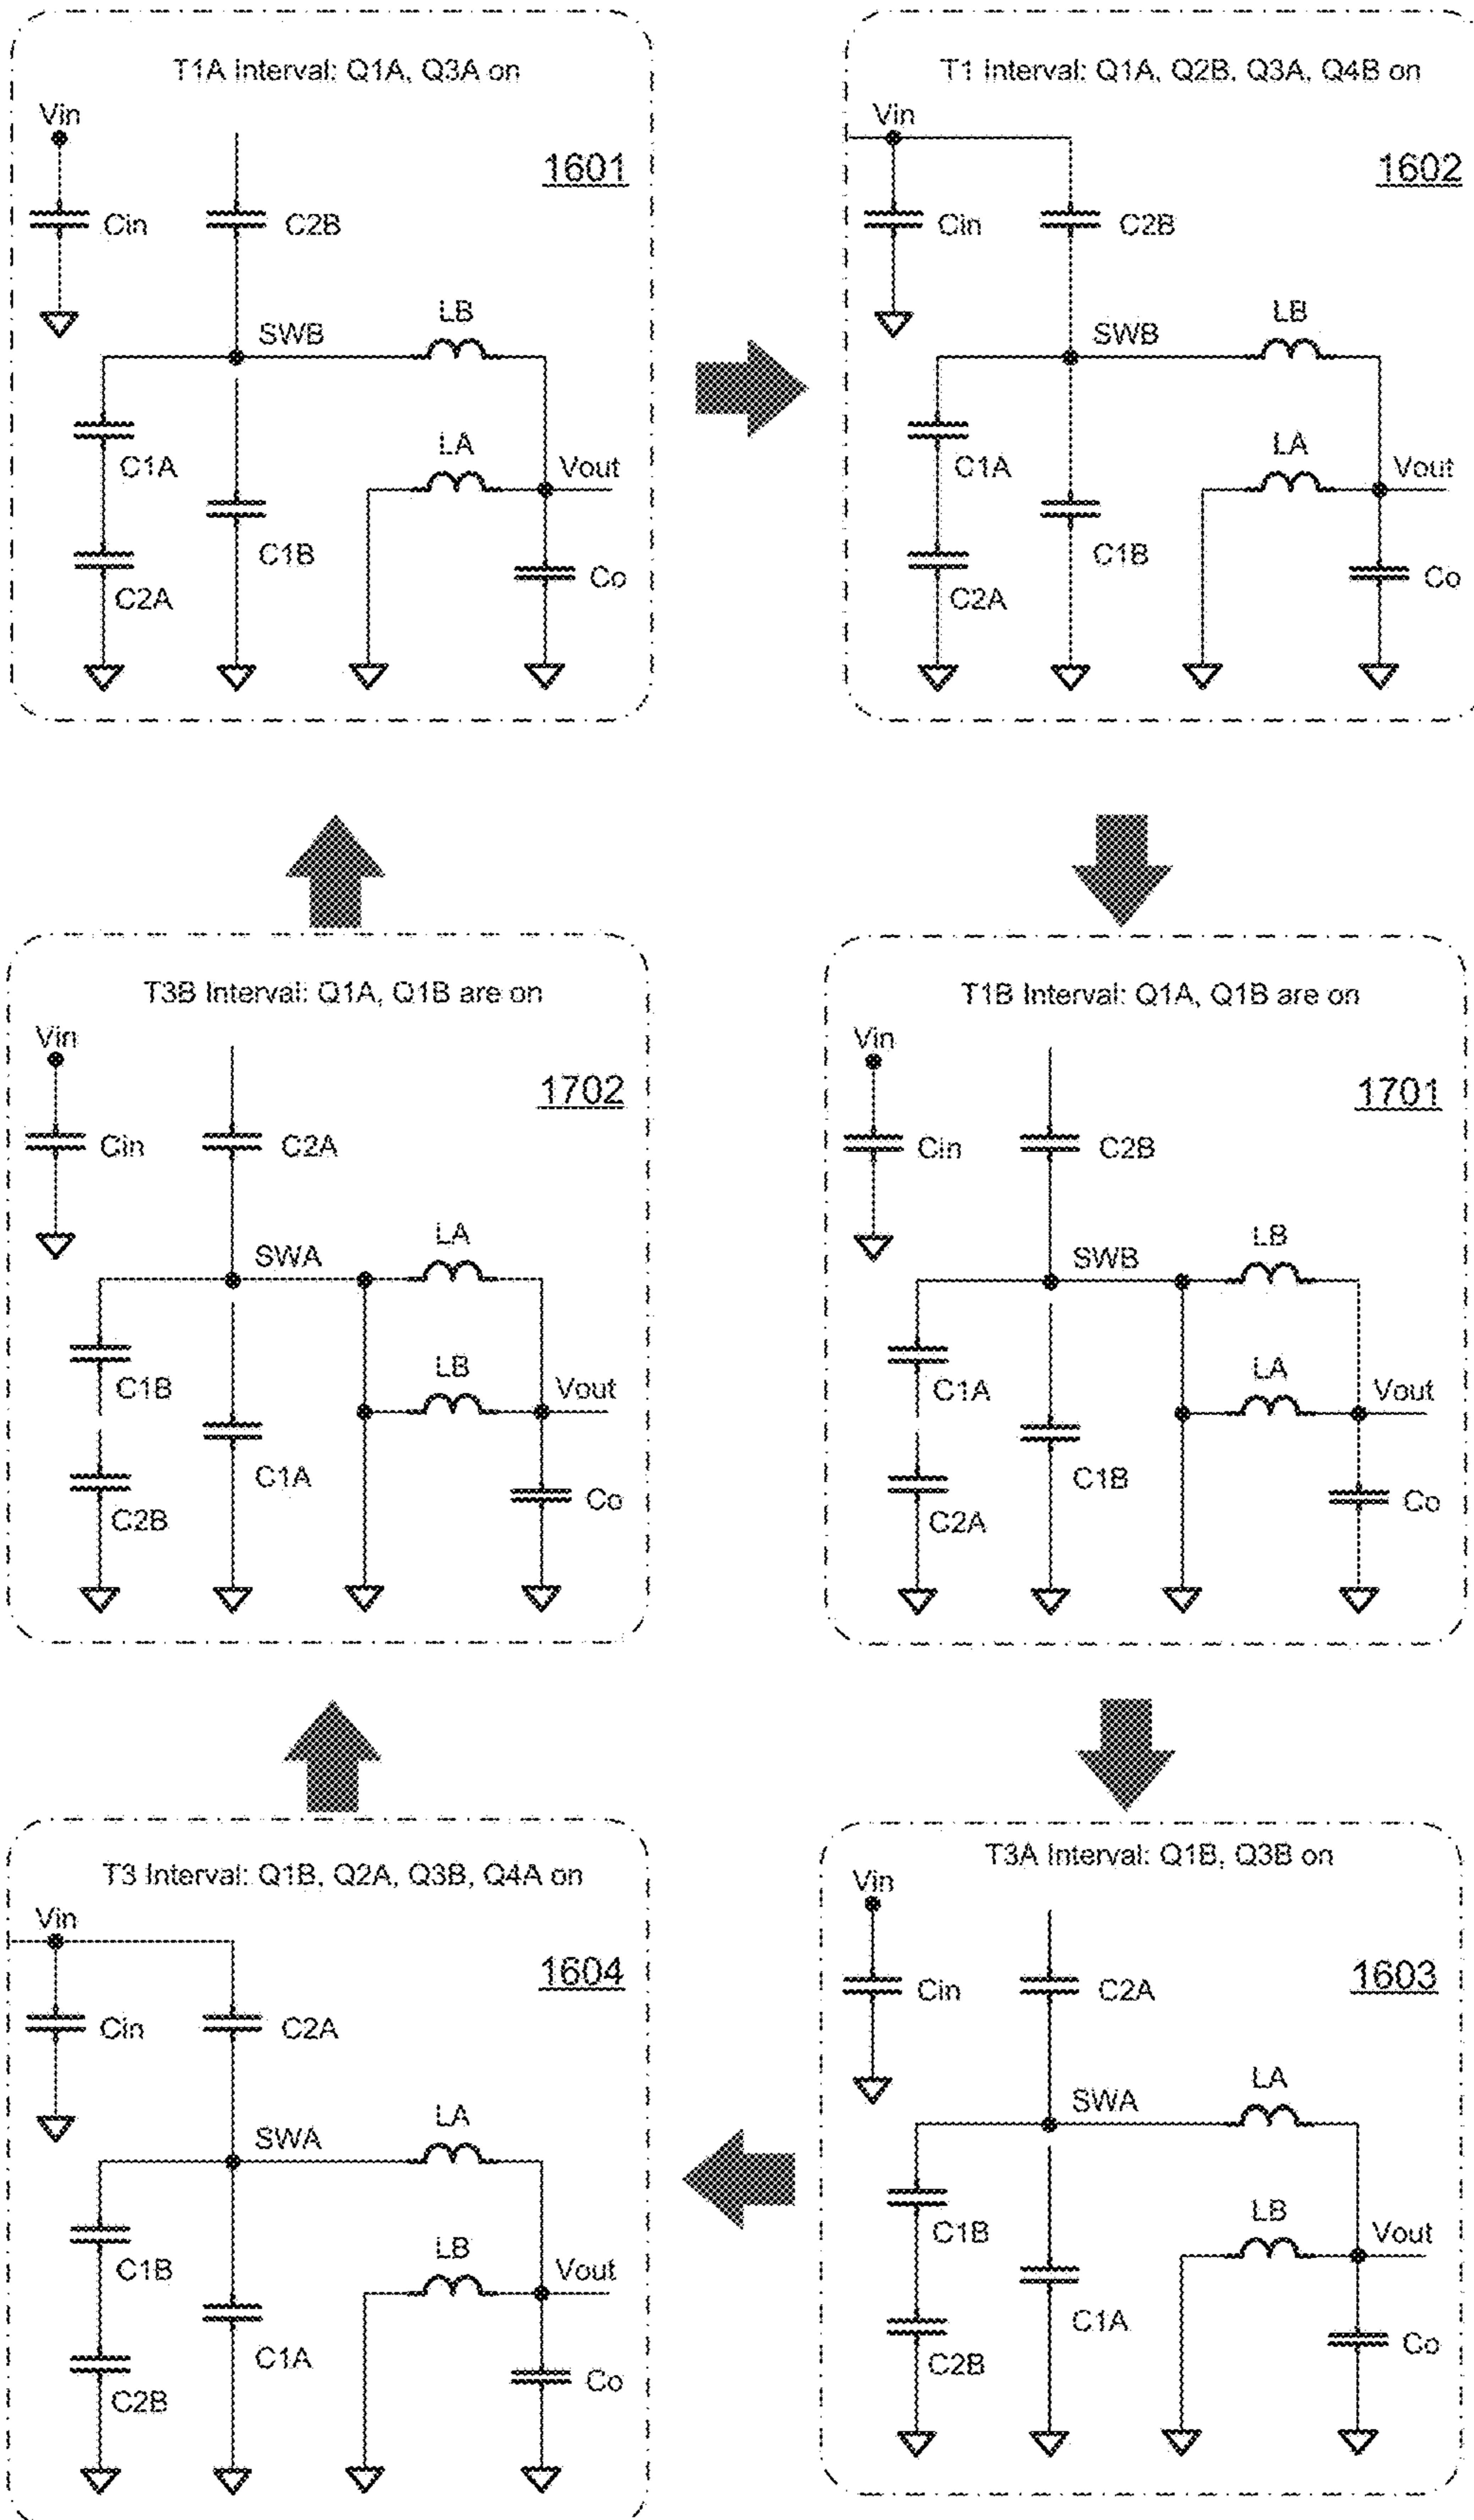 T1A Interval: Q1A, Q3A on
Vin
1601
Cin
C2B
LB
SWB
LA
C1A
Vout
C1B
Co
C2A
T1 Interval: Q1A, Q2B, Q3A, Q4B on
Vin
1602
Cin
C2B
LB
SWB
LA
C1A
Vout
C1B
Co
C2A
T3B Interval: Q1A, Q1B are on
Vin
1702
Cin
C2A
LA
SWA
LB
C1B
Vout
C1A
Co
C2B
T1B Interval: Q1A, Q1B are on
Vin
1701
Cin
C2B
LB
SWB
LA
C1A
Vout
C1B
Co
C2A
T3 Interval: Q1B, Q2A, Q3B, Q4A on
Vin
1604
Cin
C2A
LA
SWA
LB
C1B
Vout
C1A
Co
C2B
T3A Interval: Q1B, Q3B on
Vin
1603
Cin
C2A
LA
SWA
LB
C1B
Vout
C1A
Co
C2B